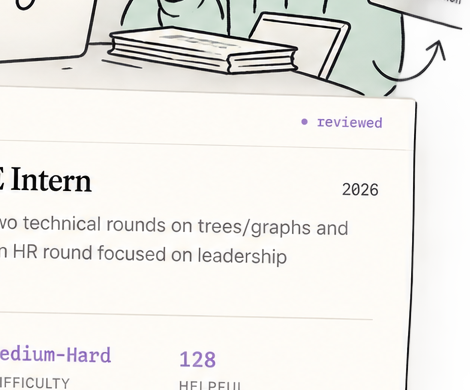 reviewed
E Intern
2026
wo technical rounds on trees/graphs and
n HR round focused on leadership
edium-Hard
128
IFFICULTY
HELPFUL